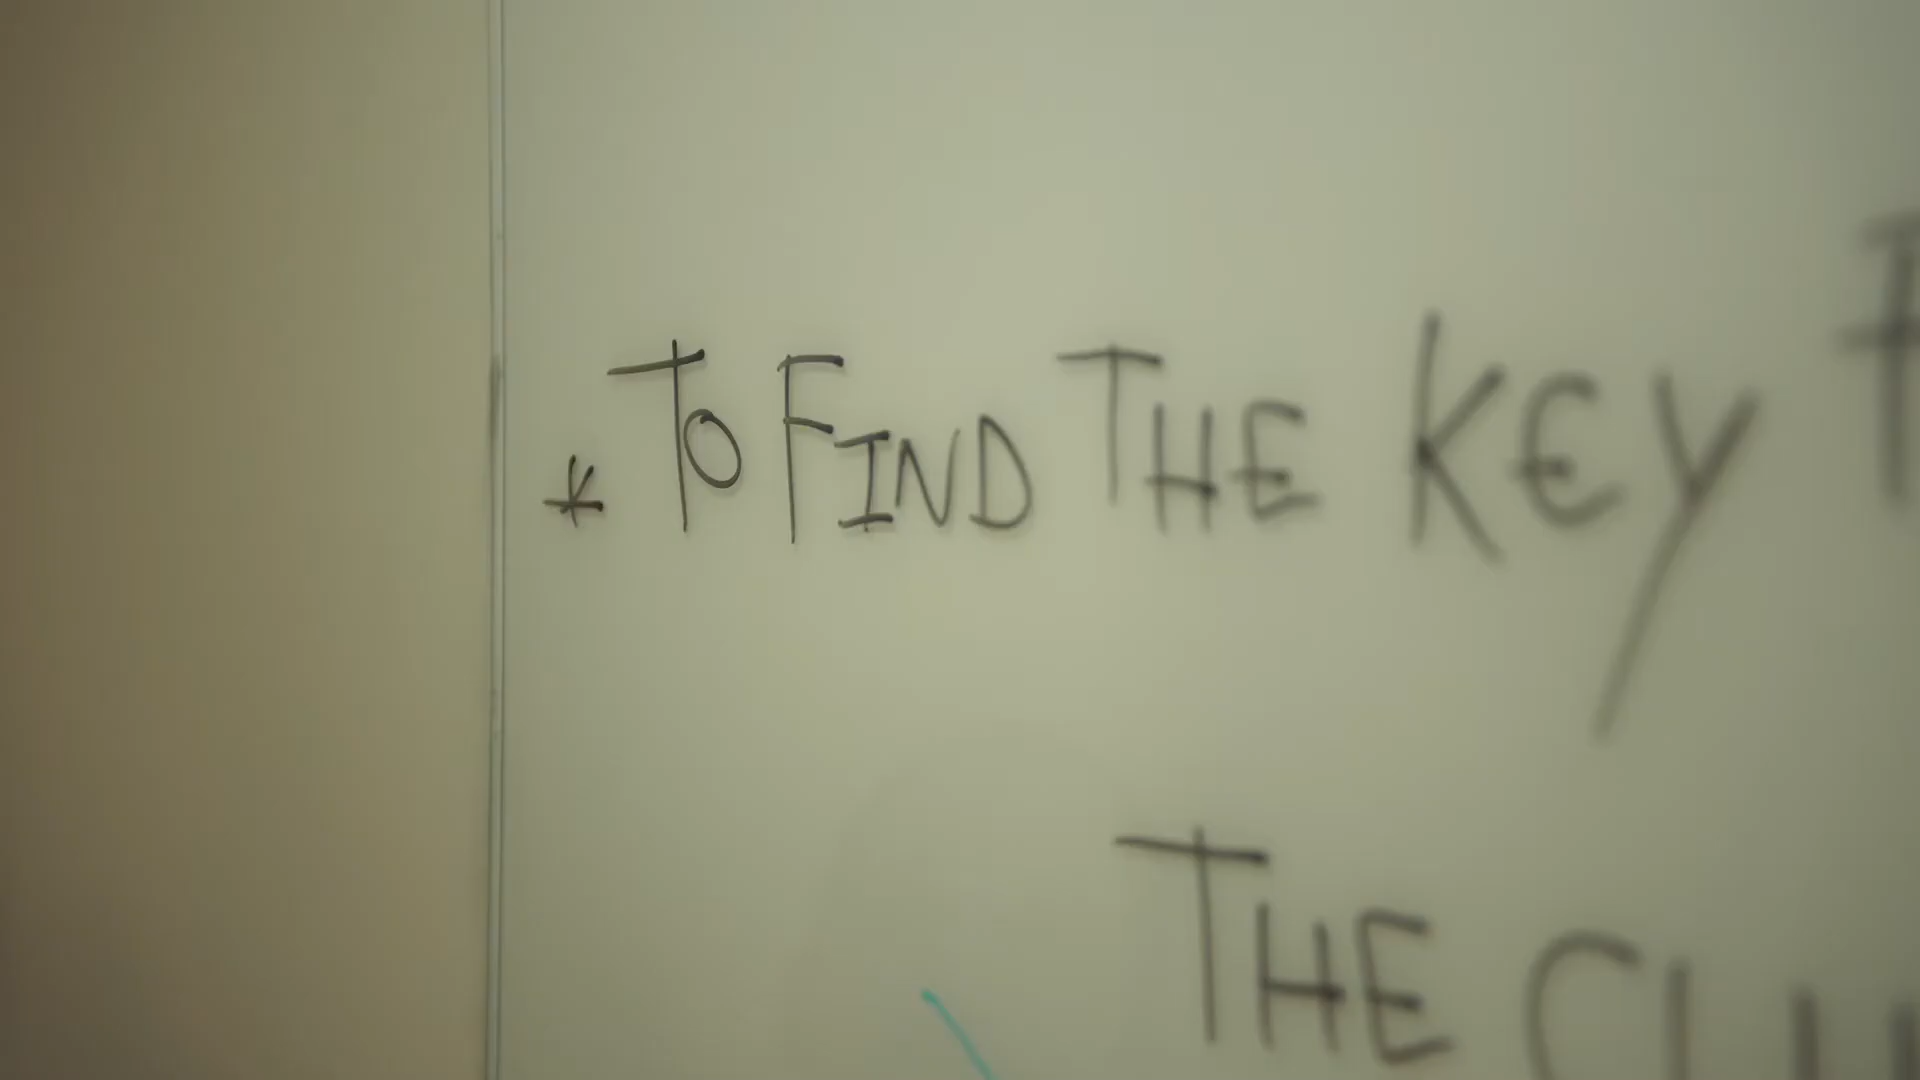 * TO FIND THE KEY
THE